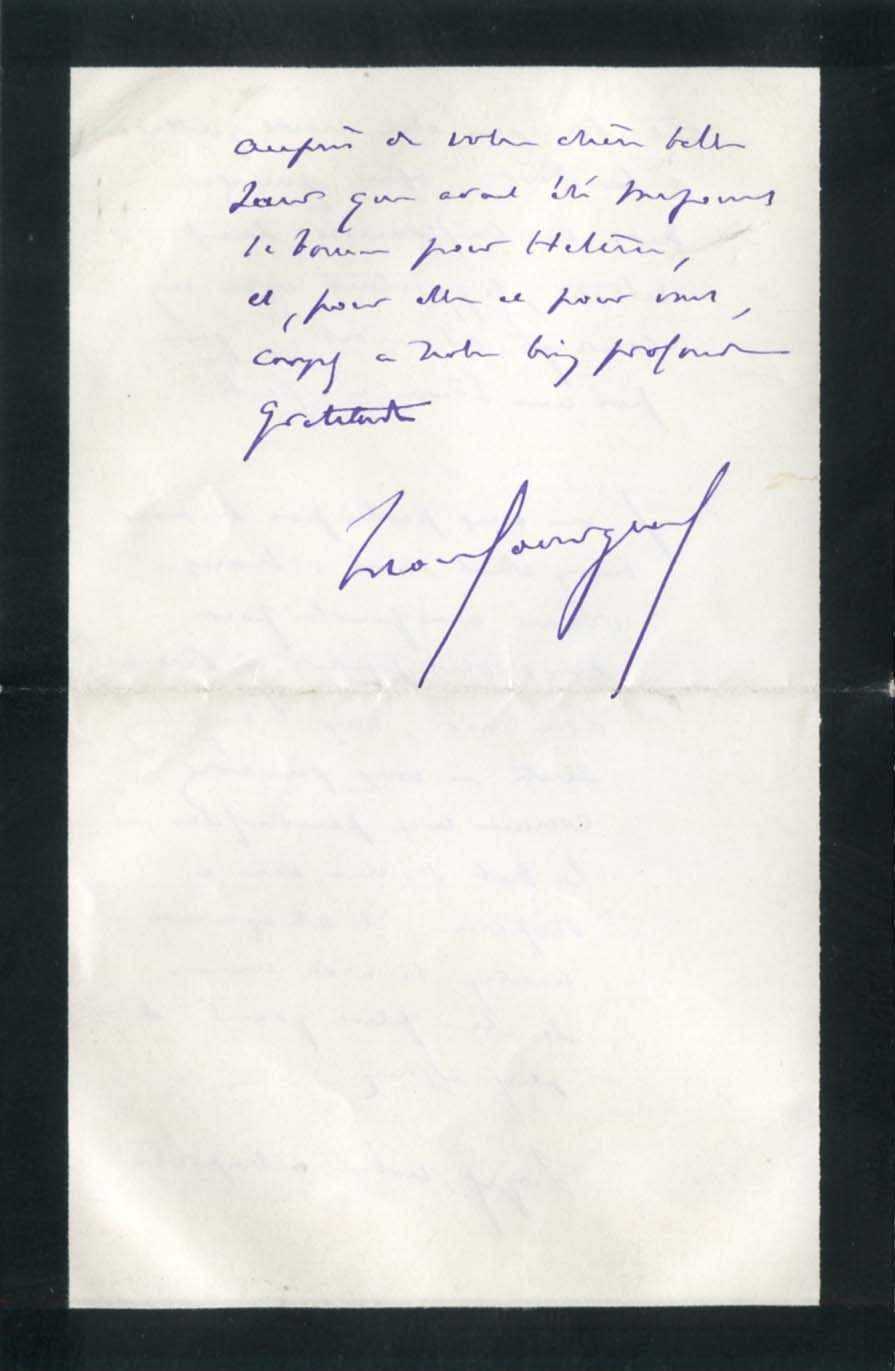 auprès de votre chère belle
sœur qui avait été toujours
si bonne pour Hélène,
et, pour elle et pour vous,
croyez à notre bien profonde
gratitude